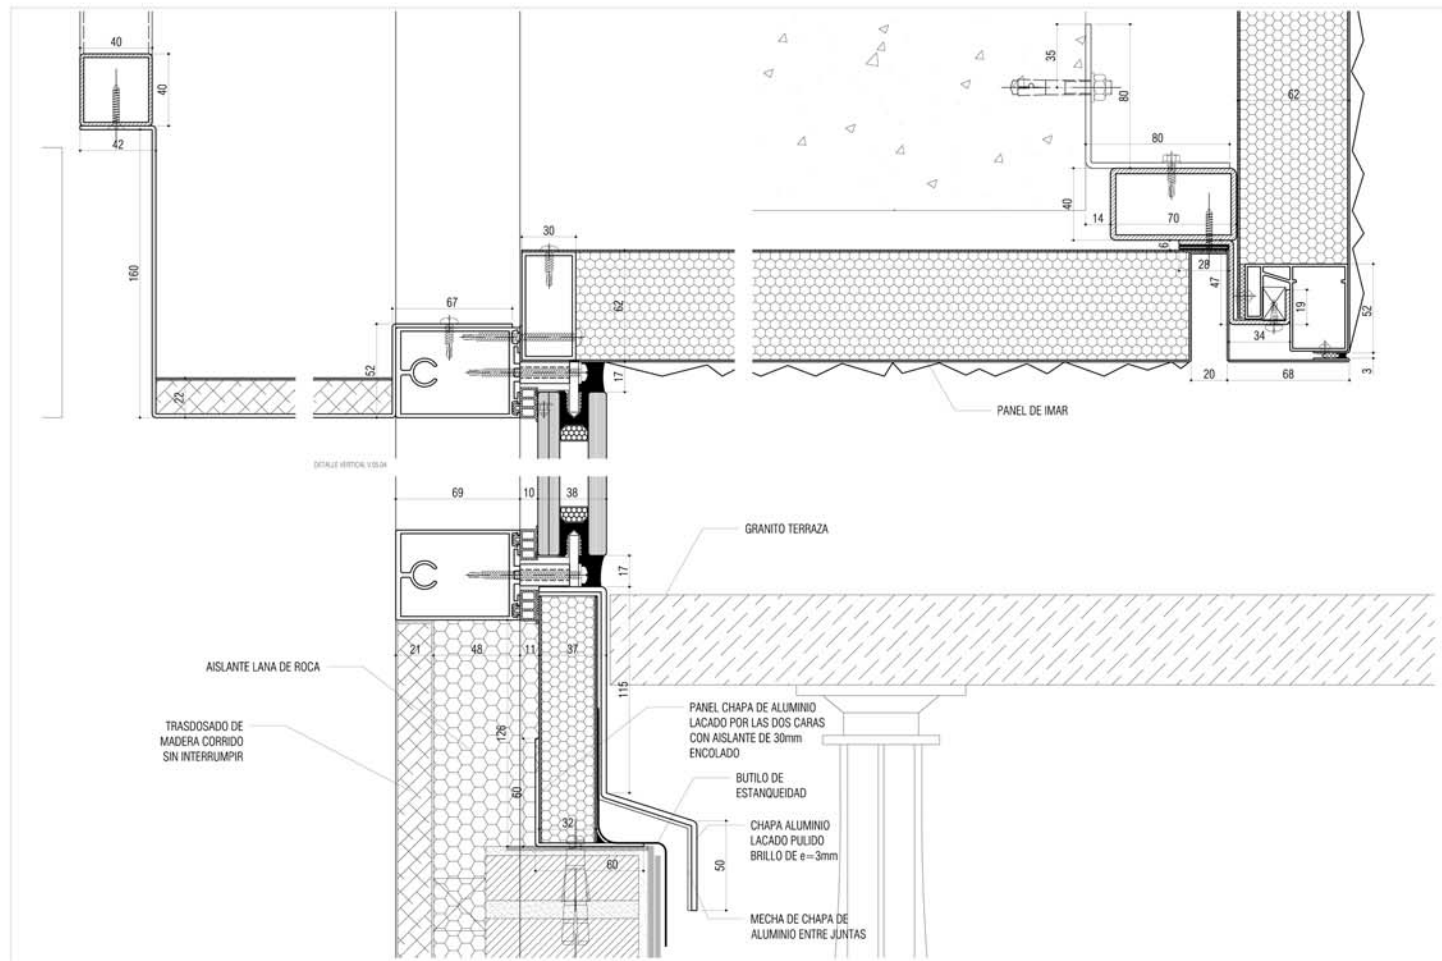 40
40
42
160
22
67
52
30
62
17
35
80
80
40
14
70
6
28
47
19
34
62
52
3
20
68
PANEL DE IMAR
DETALLE VERTICAL V.03.04
69
10
38
17
GRANITO TERRAZA
21
48
11
37
115
126
60
32
60
50
AISLANTE LANA DE ROCA
TRASDOSADO DE
MADERA CORRIDO
SIN INTERRUMPIR
PANEL CHAPA DE ALUMINIO
LACADO POR LAS DOS CARAS
CON AISLANTE DE 30mm
ENCOLADO
BUTILO DE
ESTANQUEIDAD
CHAPA ALUMINIO
LACADO PULIDO
BRILLO DE e=3mm
MECHA DE CHAPA DE
ALUMINIO ENTRE JUNTAS